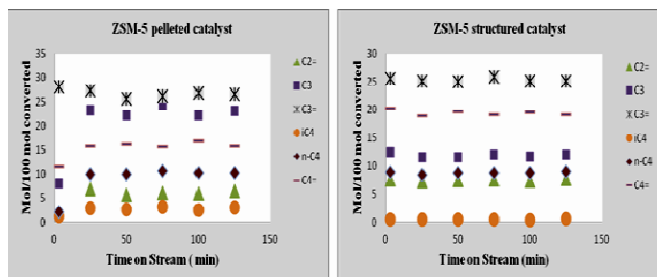 ZSM-5 pelleted catalyst
Mol/100 mol converted
35
30
25
20
15
10
5
0
0
50
100
150
Time on Stream ( min)
C2=
C3
C3=
iC4
n-C4
C4=
ZSM-5 structured catalyst
Mol/100 mol converted
30
25
20
15
10
5
0
0
50
100
150
Time on Stream (min)
C2=
C3
C3=
iC4
n-C4
C4=